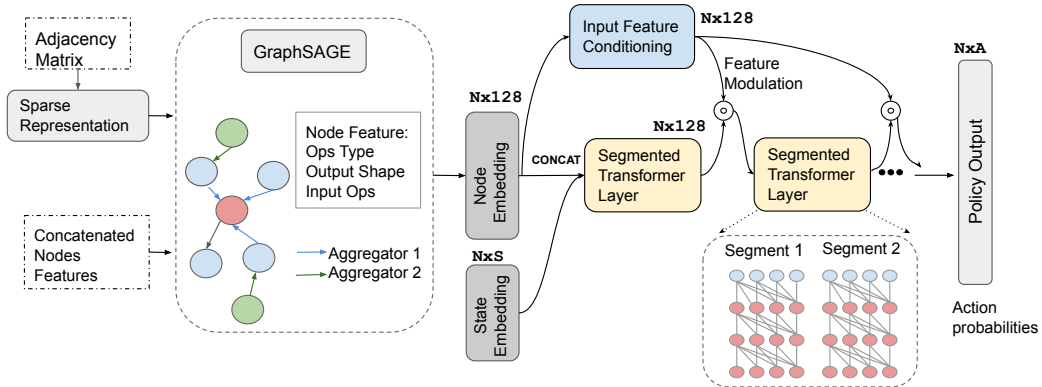 Adjacency
Matrix
Sparse
Representation
Concatenated
Nodes
Features
GraphSAGE
Node Feature:
Ops Type
Output Shape
Input Ops
Aggregator 1
Aggregator 2
Nx128
Node
Embedding
NxS
State
Embedding
CONCAT
Input Feature
Conditioning
Nx128
Feature
Modulation
Nx128
Segmented
Transformer
Layer
Segmented
Transformer
Layer
Segment 1
Segment 2
NxA
Policy Output
Action
probabilities